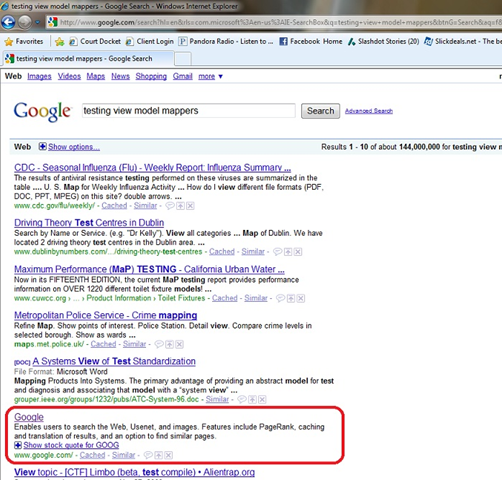 testing view model mappers - Google Search - Windows Internet Explorer
http://www.google.com/search?hl=en&rls=com.microsoft%3Aen-us%3AIE-SearchBox&q=testing+view+model+mappers&btnG=Search&aq=f&
Favorites Court Docket Client Login Pandora Radio - Listen to ... Facebook Home Slashdot Stories (20) Slickdeals.net - th
testing view model mappers - Google Search
Web Images Videos Maps News Shopping Gmail more ▼
Google testing view model mappers Search Advanced Search
Web Show options... Results 1 - 10 of about 144,000,000 for testing view m
CDC - Seasonal Influenza (Flu) - Weekly Report: Influenza Summary ...
The results of antiviral resistance testing performed on these viruses are summarized in the
table .... U. S. Map for Weekly Influenza Activity ... How do I view different file formats (PDF,
DOC, PPT, MPEG) on this site? double arrows. ...
www.cdc.gov/flu/weekly/ - Cached - Similar -
Driving Theory Test Centres in Dublin
Search by Name or Service. (e.g. "Dr Kelly"). View all categories ... Map of Dublin. We have
located 2 driving theory test centres in the Dublin area. ...
www.dublinbynumbers.com/.../driving-theory-test-centres - Cached - Similar -
Maximum Performance (MaP) TESTING - California Urban Water ...
Now in its FIFTEENTH EDITION, the current MaP testing report provides performance
information on OVER 1220 different toilet fixture models! ...
www.cuwcc.org › ... › Product Information › Toilet Fixtures - Cached - Similar -
Metropolitan Police Service - Crime mapping
Refine Map. Show points of interest. Police Station. Detail view. Compare crime levels in
selected borough. Show as wards ...
maps.met.police.uk/ - Cached - Similar -
[DOC] A Systems View of Test Standardization
File Format: Microsoft Word
Mapping Products Into Systems. The primary advantage of providing an abstract model for test
and diagnosis and associating that model with a "system view" ...
grouper.ieee.org/groups/1232/pubs/ATC-System-96.doc - Similar -
Google
Enables users to search the Web, Usenet, and images. Features include PageRank, caching
and translation of results, and an option to find similar pages.
Show stock quote for GOOG
www.google.com/ - Cached - Similar -
View topic - [CTF] Limbo (beta, test compile) • Alientrap.org